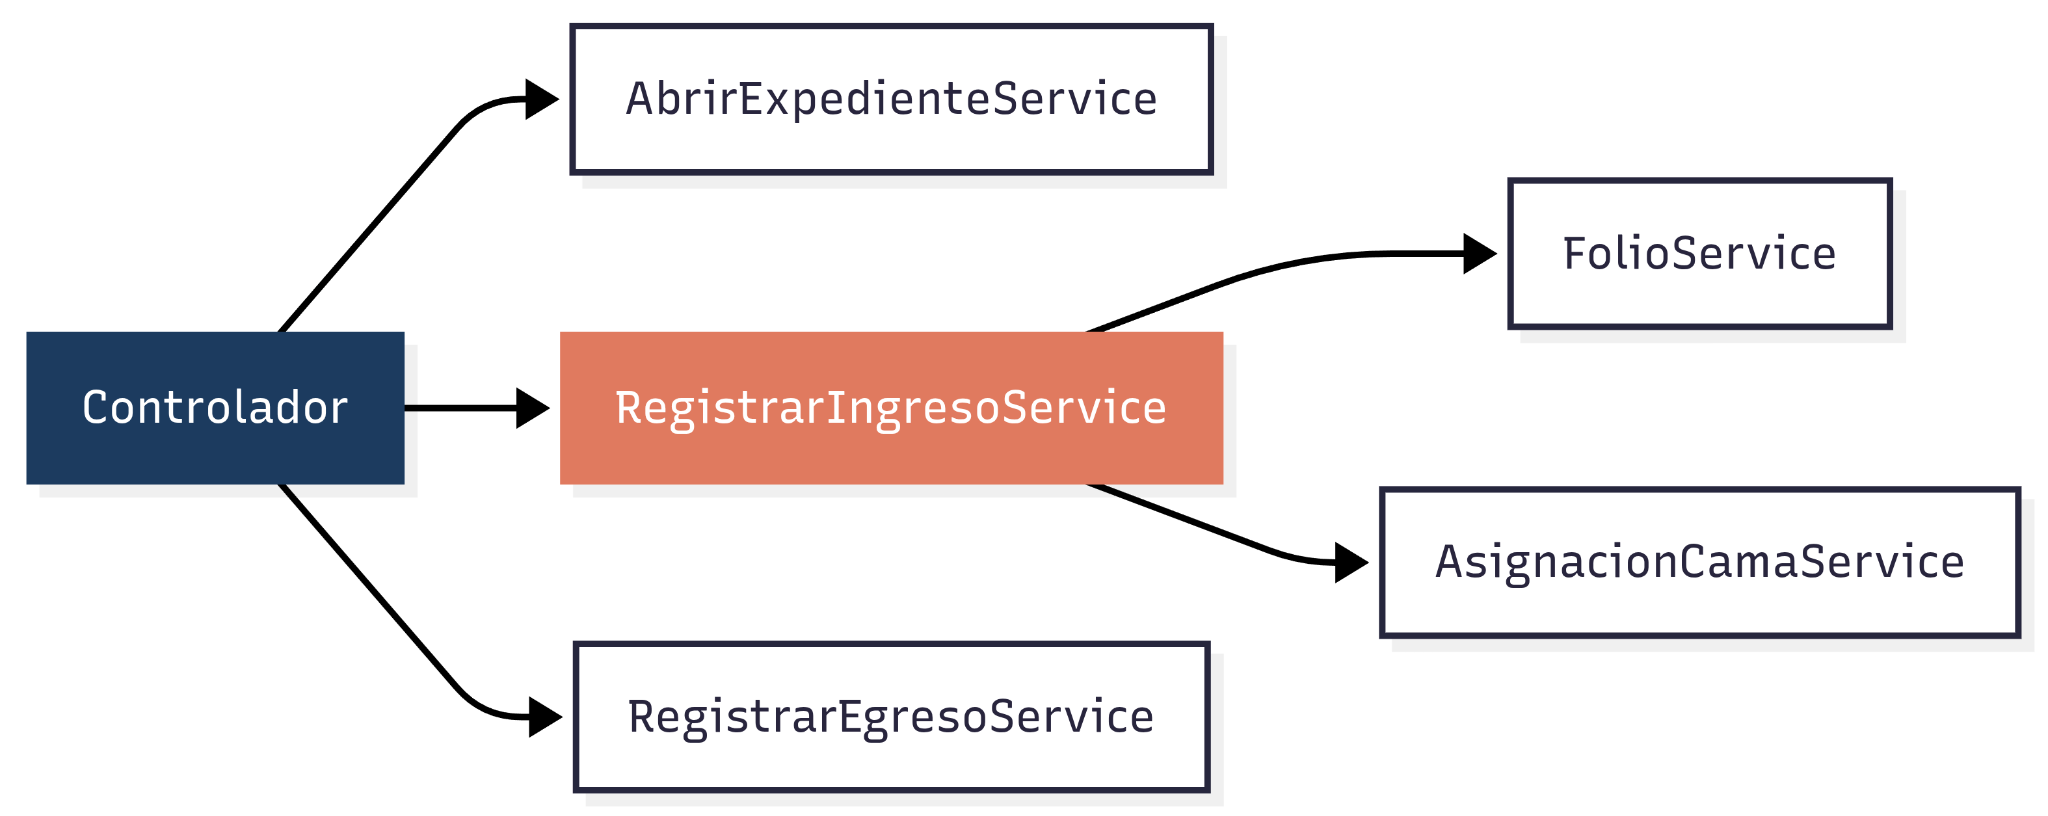 AbrirExpedienteService
FolioService
Controlador
RegistrarIngresoService
AsignacionCamaService
RegistrarEgresoService